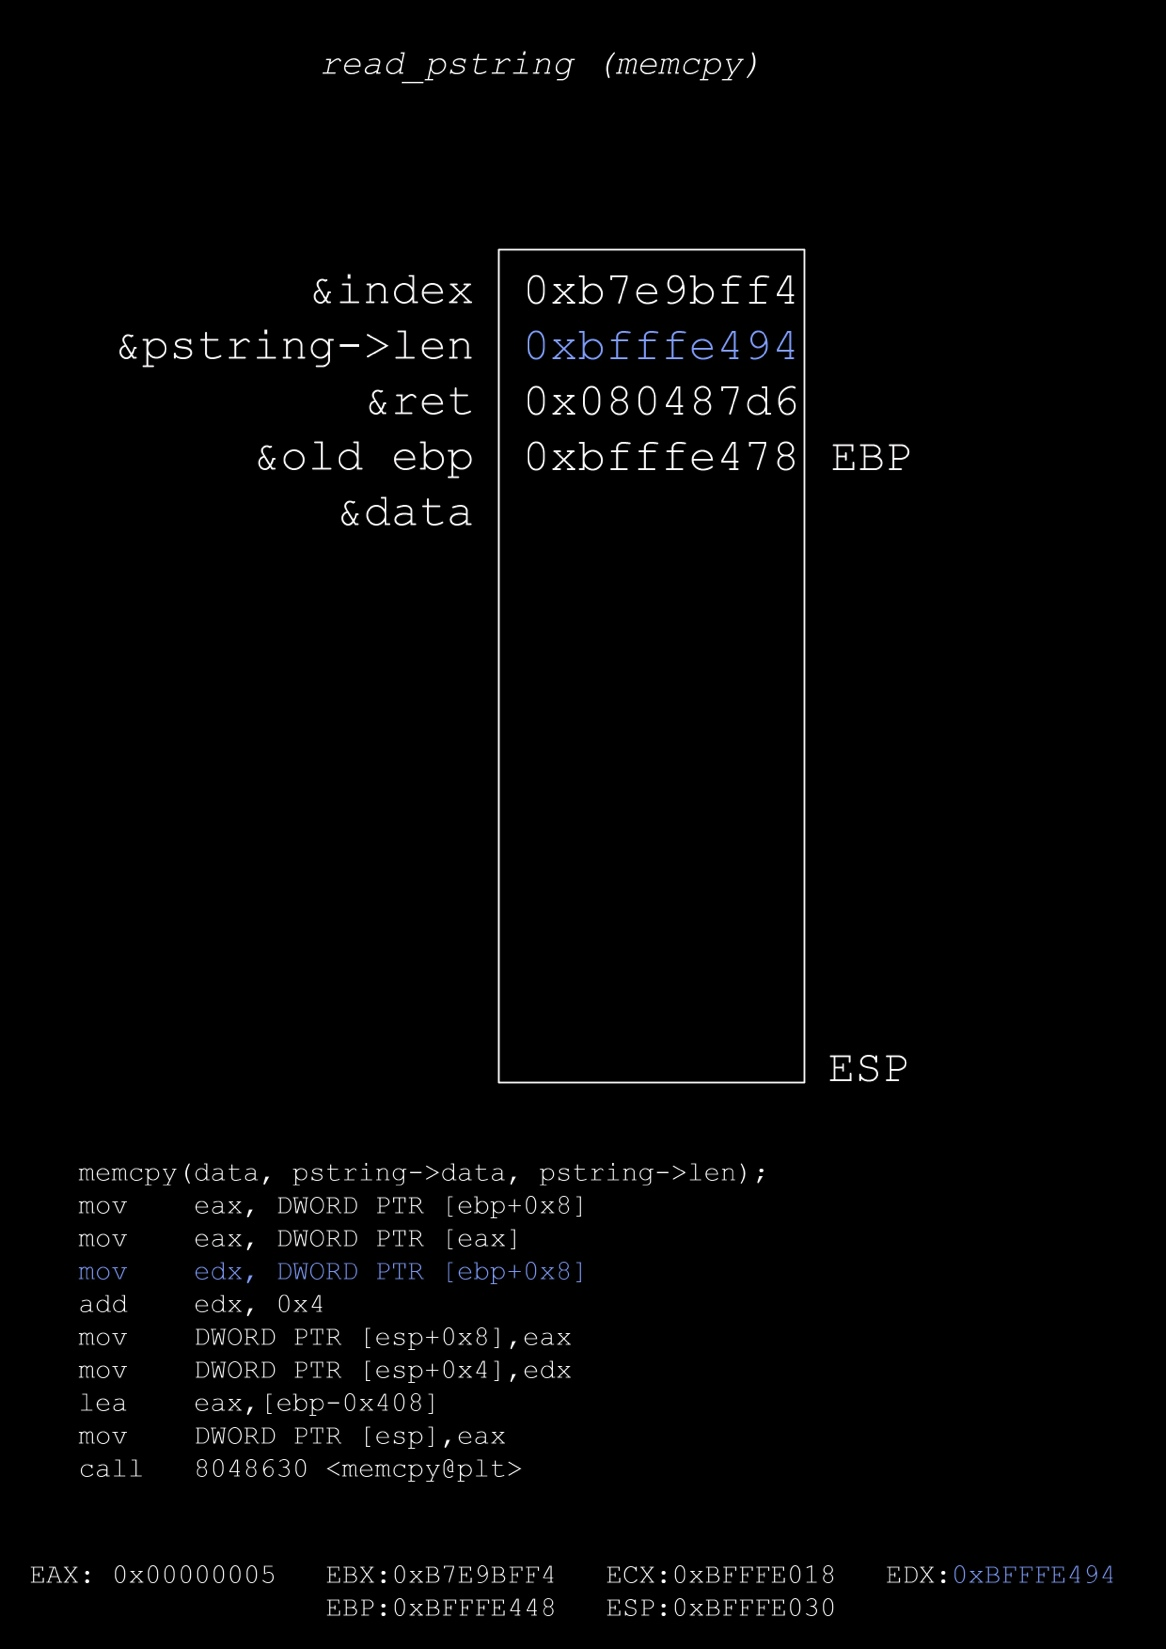 read_pstring (memcpy)
&index 0xb7e9bff4
&pstring->len 0xbfffe494
&ret 0x080487d6
&old ebp 0xbfffe478 EBP
&data
ESP
memcpy(data, pstring->data, pstring->len);
mov eax, DWORD PTR [ebp+0x8]
mov eax, DWORD PTR [eax]
mov edx, DWORD PTR [ebp+0x8]
add edx, 0x4
mov DWORD PTR [esp+0x8],eax
mov DWORD PTR [esp+0x4],edx
lea eax,[ebp-0x408]
mov DWORD PTR [esp],eax
call 8048630 <memcpy@plt>
EAX: 0x00000005 EBX:0xB7E9BFF4 ECX:0xBFFFE018 EDX:0xBFFFE494
EBP:0xBFFFE448 ESP:0xBFFFE030